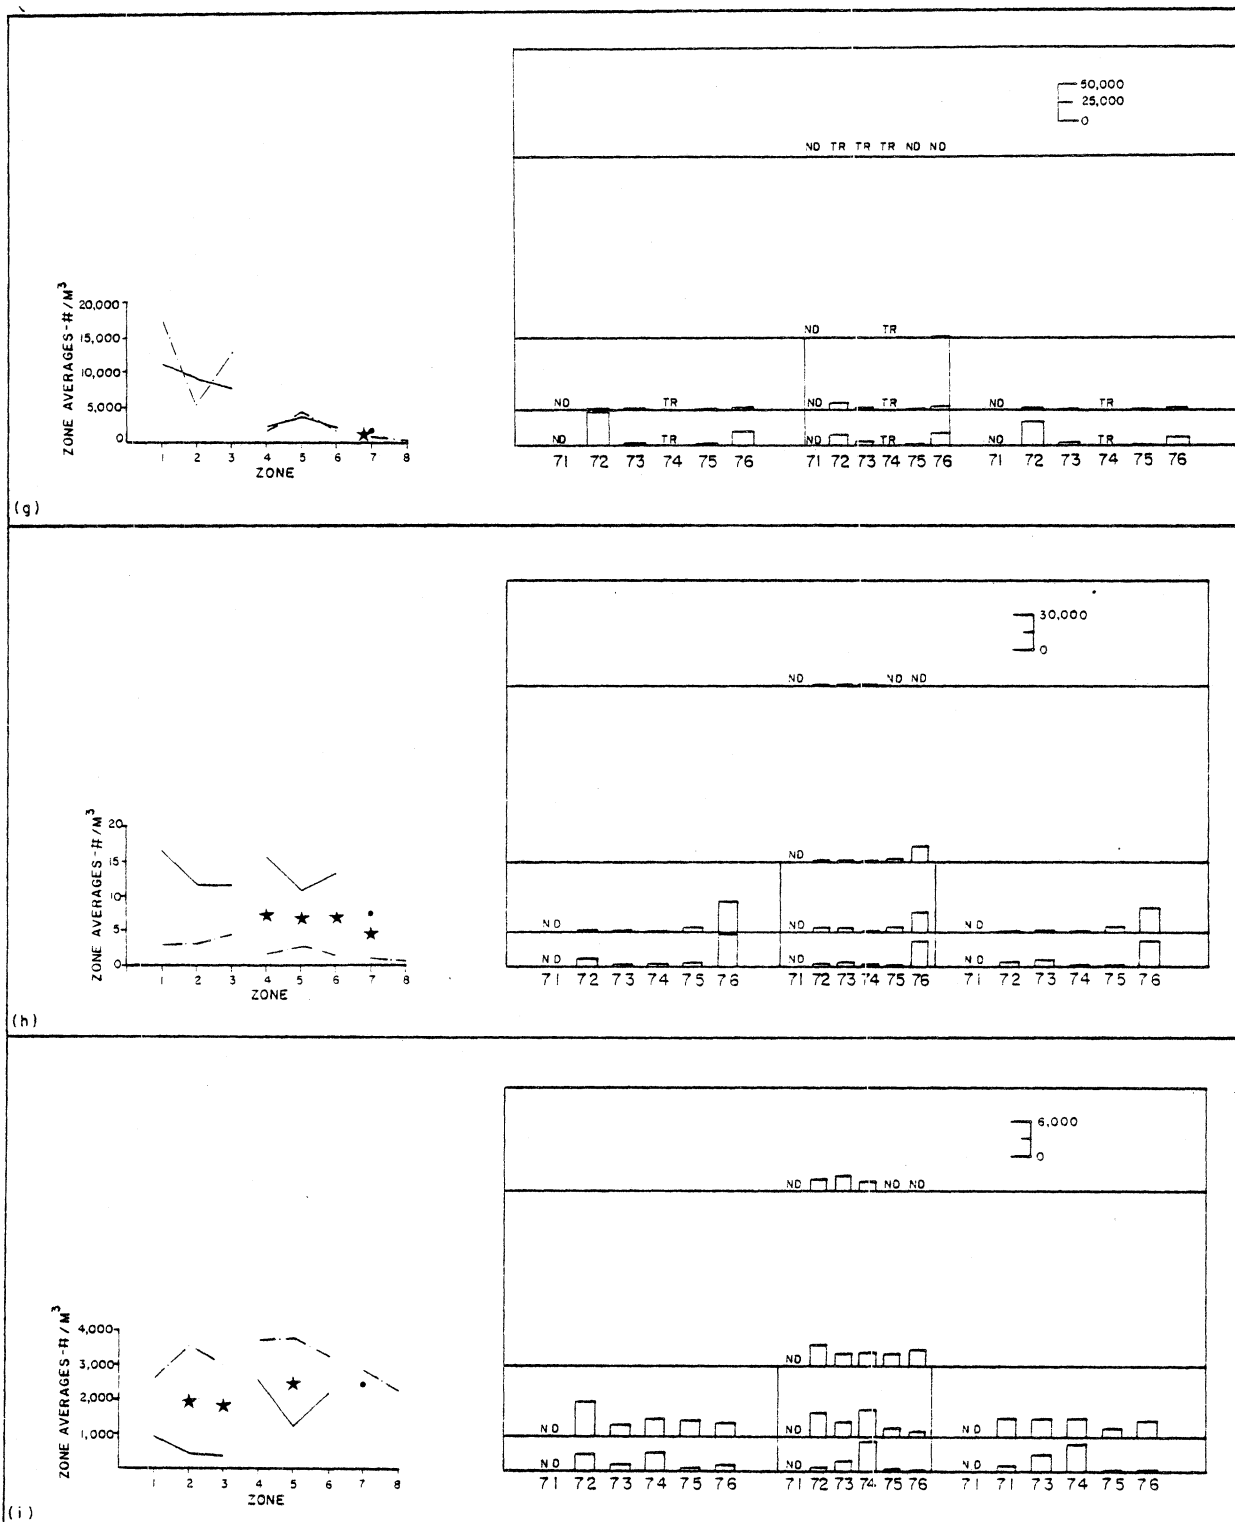 50,000
25,000
0
ND TR TR TR ND ND
ZONE AVERAGES-#/M³
20,000
15,000
10,000
5,000
0
1 2 3 4 5 6 7 8
ZONE
ND TR
ND TR ND TR ND TR
ND TR ND TR ND TR
71 72 73 74 75 76 71 72 73 74 75 76 71 72 73 74 75 76
(g)
30,000
0
ND ND ND
ZONE AVERAGES-#/M³
20
15
10
5
0
1 2 3 4 5 6 7 8
ZONE
ND
ND ND ND
ND ND ND
71 72 73 74 75 76 71 72 73 74 75 76 71 72 73 74 75 76
(h)
6,000
0
ND ND ND
ZONE AVERAGES-#/M³
4,000
3,000
2,000
1,000
1 2 3 4 5 6 7 8
ZONE
ND
ND ND ND
ND ND ND
71 72 73 74 75 76 71 72 73 74 75 76 71 71 73 74 75 76
(i)